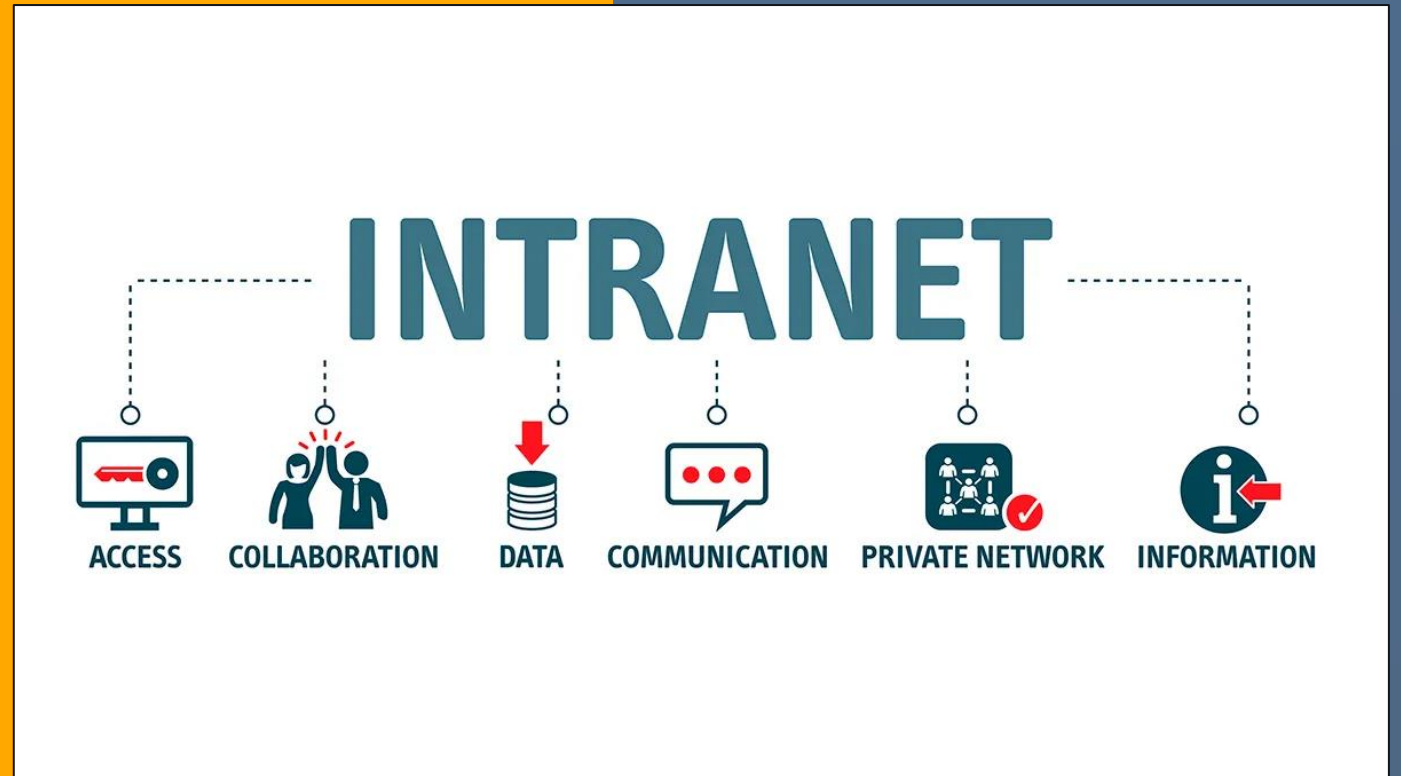 INTRANET
ACCESS
COLLABORATION
DATA
COMMUNICATION
PRIVATE NETWORK
INFORMATION